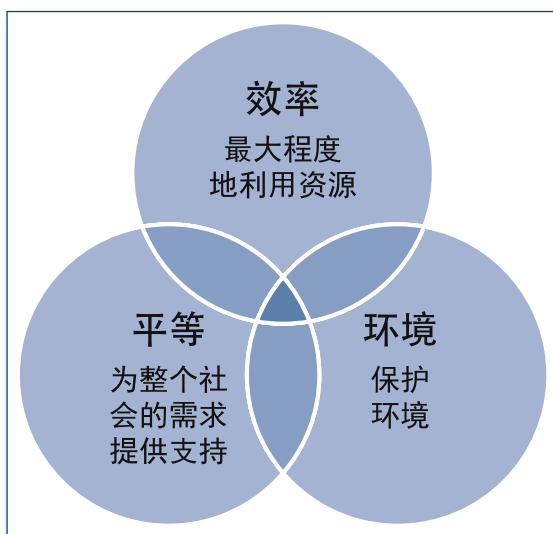 效率
最大程度
地利用资源
平等
为整个社
会的需求
提供支持
环境
保护
环境